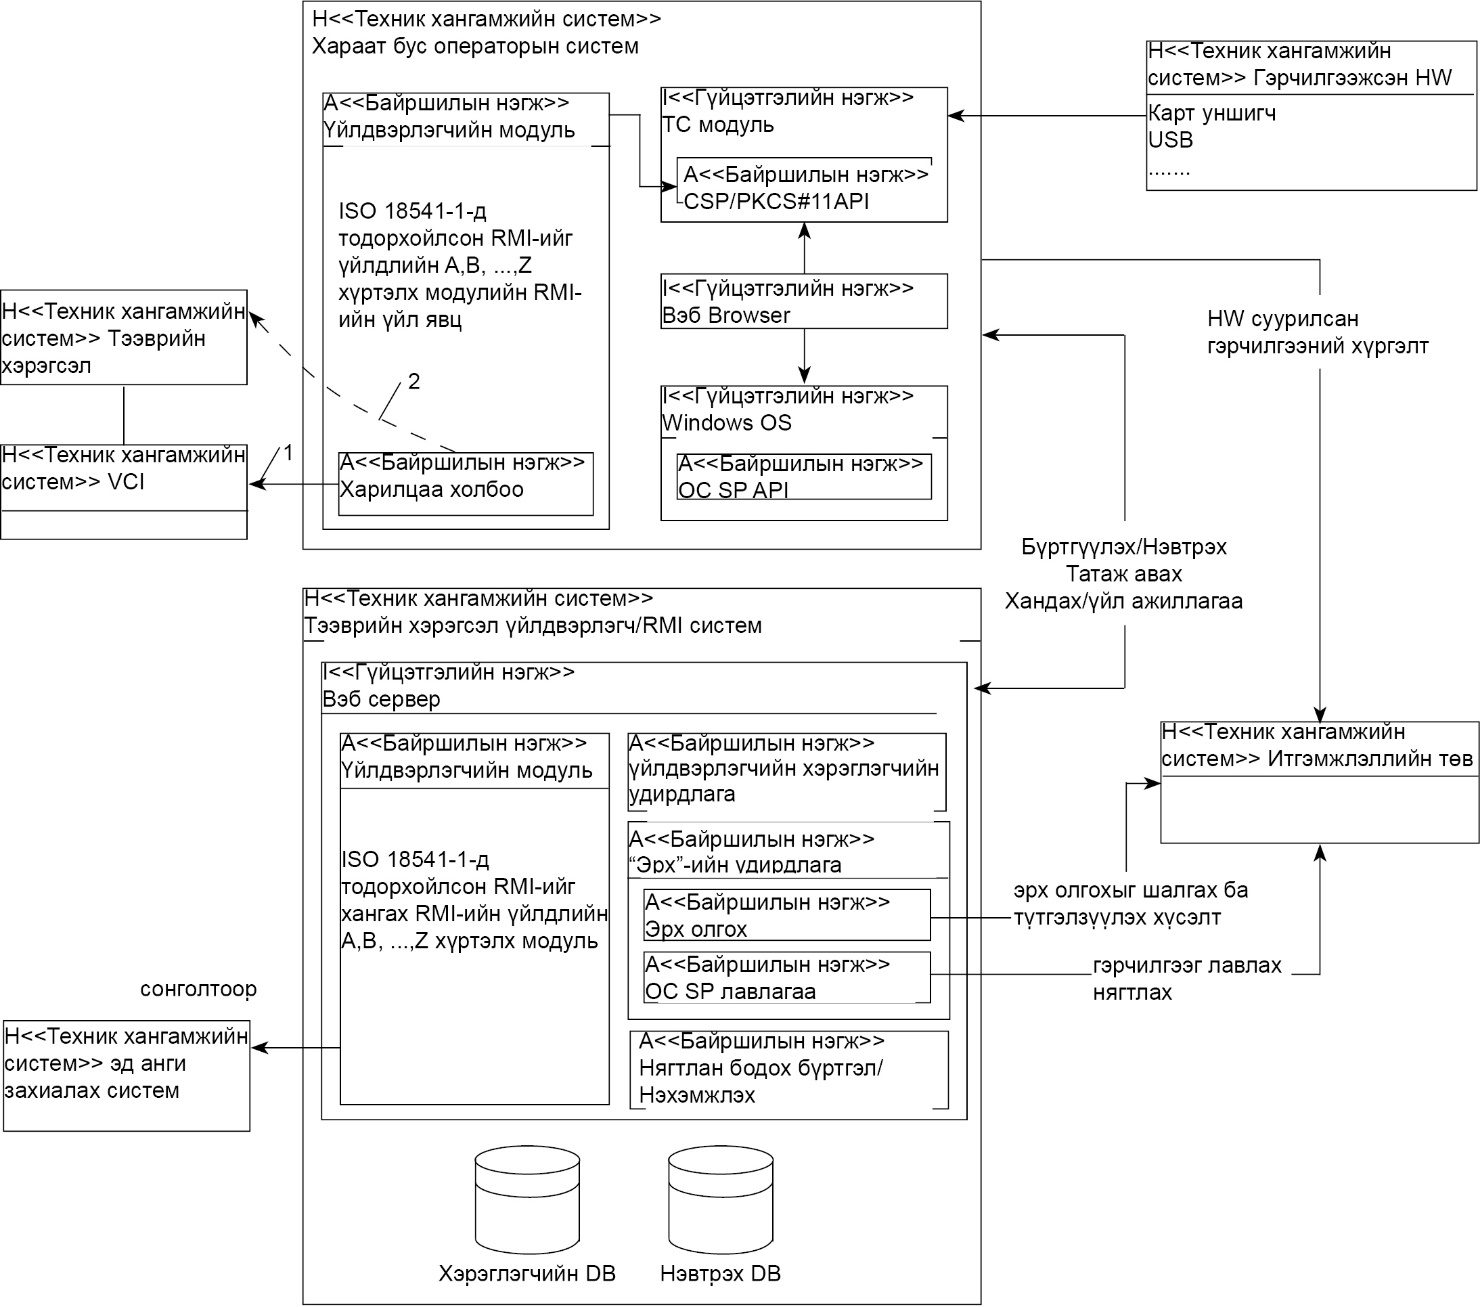 H<<Техник хангамжийн систем>>
Хараат бус операторын систем
A<<Байршилын нэгж>>
Үйлдвэрлэгчийн модуль
ISO 18541-1-д
тодорхойлсон RMI-ийг
үйлдлийн A,B, ...,Z
хүртэлх модулийн RMI-
ийн үйл явц
A<<Байршилын нэгж>>
Харилцаа холбоо
I<<Гүйцэтгэлийн нэгж>>
TC модуль
A<<Байршилын нэгж>>
CSP/PKCS#11API
I<<Гүйцэтгэлийн нэгж>>
Вэб Browser
I<<Гүйцэтгэлийн нэгж>>
Windows OS
A<<Байршилын нэгж>>
OC SP API
H<<Техник хангамжийн
систем>> Гэрчилгээжсэн HW
Карт уншигч
USB
.......
H<<Техник хангамжийн
систем>> Тээврийн
хэрэгсэл
2
1
H<<Техник хангамжийн
систем>> VCI
HW суурилсан
гэрчилгээний хүргэлт
Бүртгүүлэх/Нэвтрэх
Татаж авах
Хандах/үйл ажиллагаа
H<<Техник хангамжийн систем>>
Тээврийн хэрэгсэл үйлдвэрлэгч/RMI систем
I<<Гүйцэтгэлийн нэгж>>
Вэб сервер
A<<Байршилын нэгж>>
Үйлдвэрлэгчийн модуль
ISO 18541-1-д
тодорхойлсон RMI-ийг
хангах RMI-ийн үйлдлийн
A,B, ...,Z хүртэлх модуль
A<<Байршилын нэгж>>
үйлдвэрлэгчийн хэрэглэгчийн
удирдлага
A<<Байршилын нэгж>>
“Эрх”-ийн удирдлага
A<<Байршилын нэгж>>
Эрх олгох
A<<Байршилын нэгж>>
OC SP лавлагаа
A<<Байршилын нэгж>>
Нягтлан бодох бүртгэл/
Нэхэмжлэх
H<<Техник хангамжийн
систем>> Итгэмжлэллийн төв
эрх олгохыг шалгах ба
түтгэлзүүлэх хүсэлт
гэрчилгээг лавлах
нягтлах
сонголтоор
H<<Техник хангамжийн
систем>> эд анги
захиалах систем
Хэрэглэгчийн DB
Нэвтрэх DB